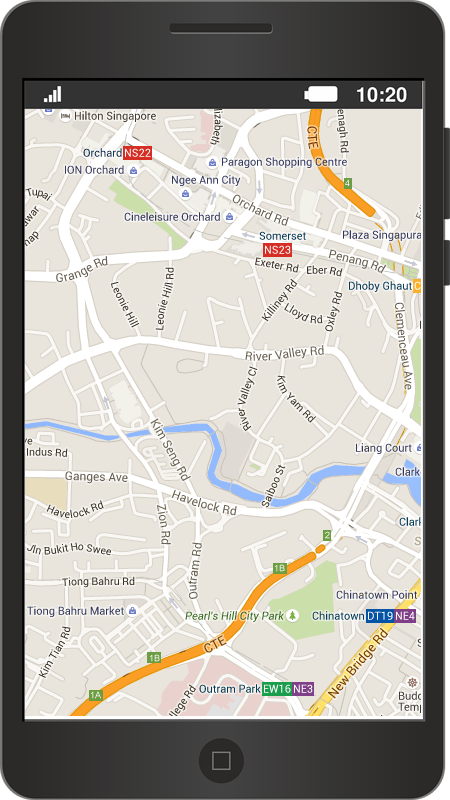 10:20
Hilton Singapore
lizabeth
CTE
enagh Rd
Orchard NS22
ION Orchard
Paragon Shopping Centre
Ngee Ann City
4
Tupai
Cineleisure Orchard
Orchard Rd
Somerset
NS23
Plaza Singapura
Penang Rd
Grange Rd
Exeter Rd
Eber Rd
Dhoby Ghaut C
Leonie Hill
Leonie Hill Rd
Killiney Rd
Lloyd Rd
Oxley Rd
Clemenceau Ave
River Valley Rd
River Valley Cl
Kim Yam Rd
Kim Seng Rd
Indus Rd
Liang Court
Clark
Ganges Ave
Saiboo St
Havelock Rd
Havelock Rd
Zion Rd
Clark
2
Jln Bukit Ho Swee
Outram Rd
1B
Tiong Bahru Rd
Chinatown Point
Tiong Bahru Market
Pearl's Hill City Park
Chinatown DT19 NE4
Kim Tian Rd
CTE
1B
New Bridge Rd
1A
llege Rd
Outram Park EW16 NE3
Budd
Temp